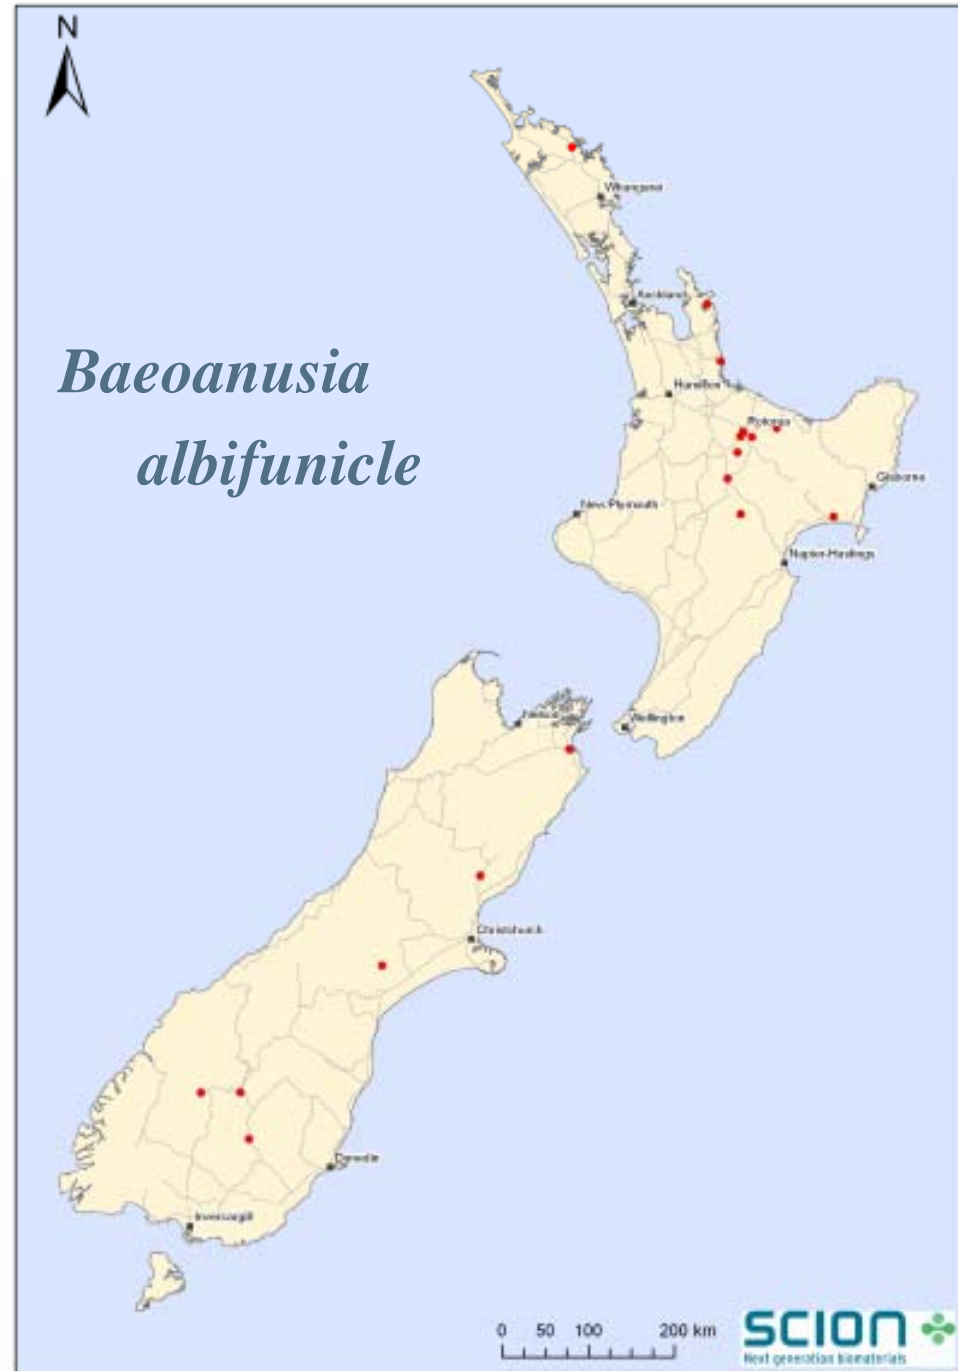 N
Whangarei
Auckland
Baeoanusia
Hamilton
Rotorua
albifunicle
Gisborne
New Plymouth
Napier-Hastings
Nelson
Wellington
Christchurch
Dunedin
Invercargill
0 50 100 200 km
SCION
Next generation biomaterials